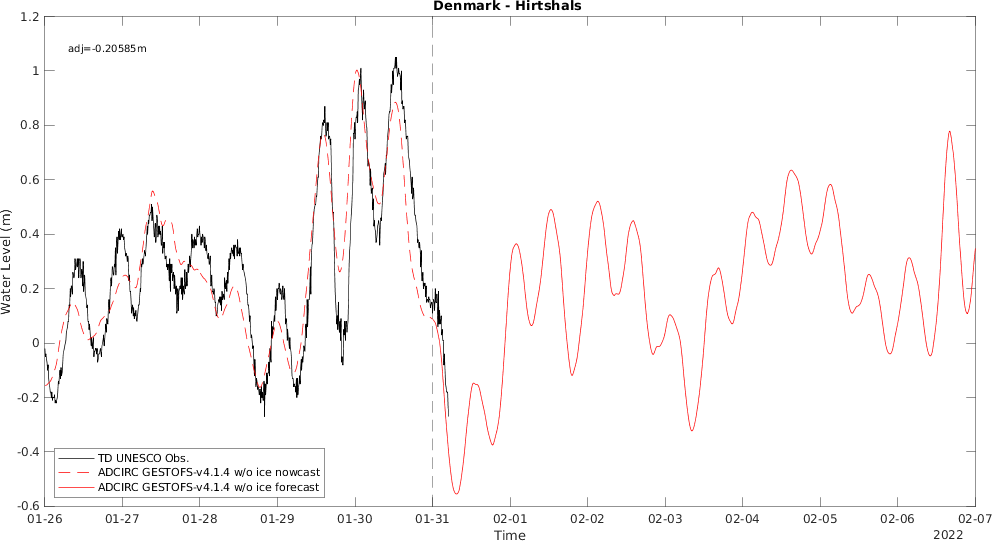 Denmark - Hirtshals
adj=-0.20585m
1.2
1
0.8
0.6
0.4
0.2
0
-0.2
-0.4
-0.6
Water Level (m)
TD UNESCO Obs.
ADCIRC GESTOFS-v4.1.4 w/o ice nowcast
ADCIRC GESTOFS-v4.1.4 w/o ice forecast
01-26 01-27 01-28 01-29 01-30 01-31 02-01 02-02 02-03 02-04 02-05 02-06 02-07
Time
2022